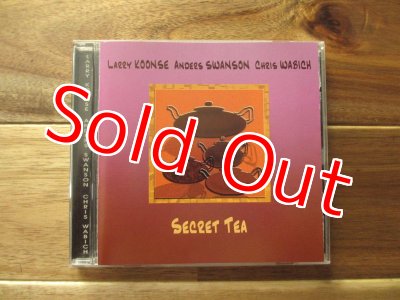 Larry KOONSE Anders SWANSON Chris WABICH
Sold Out
Secret Tea